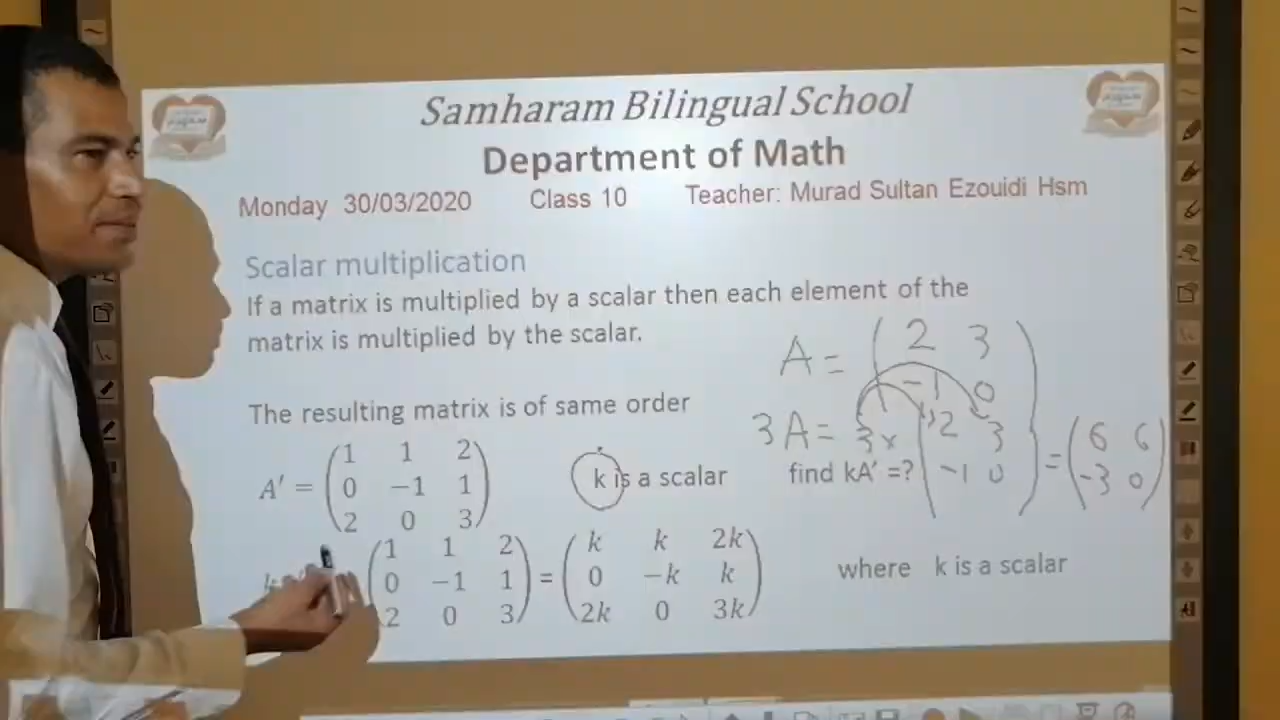 Samharam Bilingual School
Department of Math
Monday 30/03/2020 Class 10 Teacher: Murad Sultan Ezouidi Hsm
Scalar multiplication
If a matrix is multiplied by a scalar then each element of the
matrix is multiplied by the scalar.
A = ( 2 3
-1 0 )
The resulting matrix is of same order
3A = 3x ( 2 3
-1 0 ) = ( 6 6
-3 0 )
A′ = ( 1 1 2
0 −1 1
2 0 3 )
k is a scalar find kA′ =?
( 1 1 2
0 −1 1
2 0 3 ) = ( k k 2k
0 −k k
2k 0 3k )
where k is a scalar